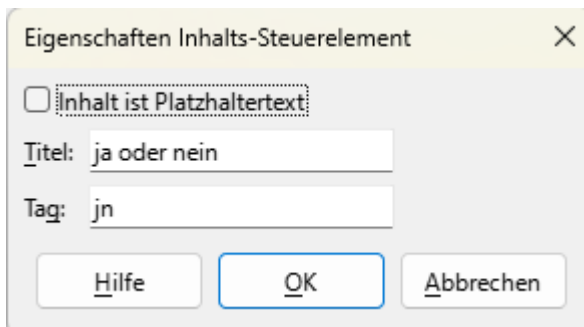 Eigenschaften Inhalts-Steuerelement
Inhalt ist Platzhaltertext
Titel: ja oder nein
Tag: jn
Hilfe OK Abbrechen